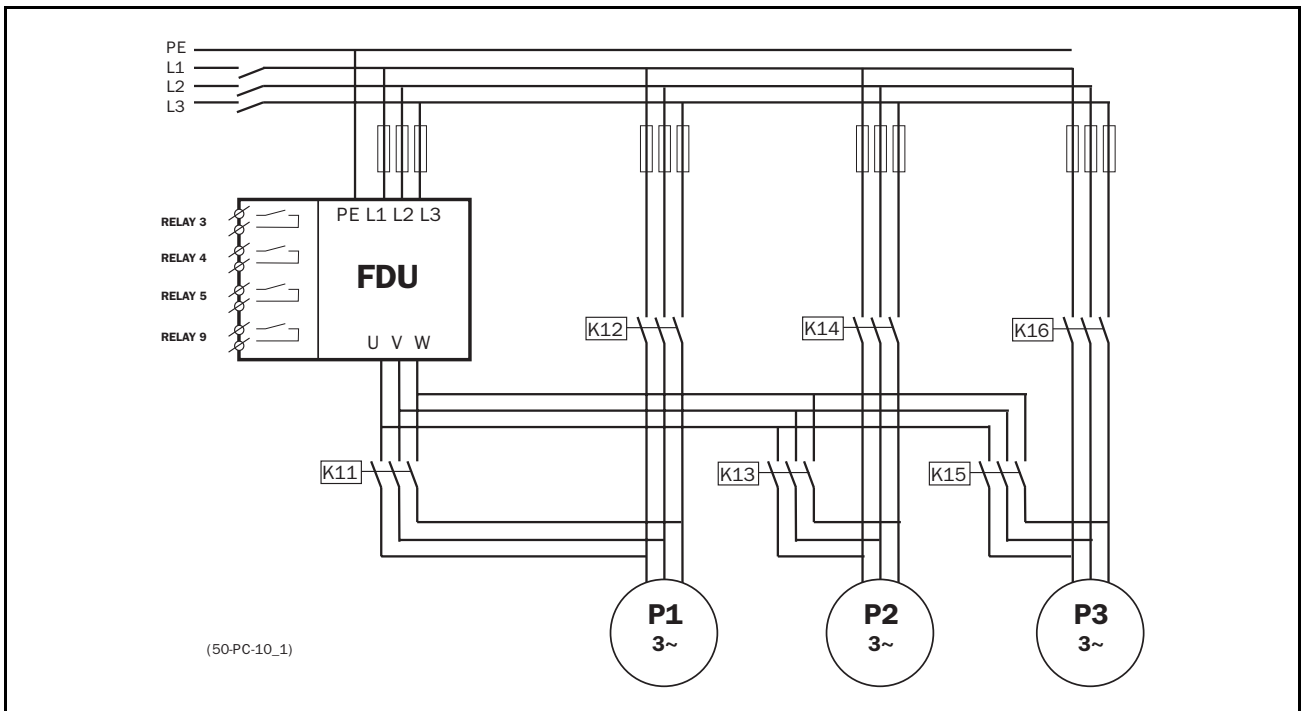 PE
L1
L2
L3
PE L1 L2 L3
RELAY 3
RELAY 4
RELAY 5
RELAY 9
FDU
U V W
K12
K14
K16
K11
K13
K15
P1
3~
P2
3~
P3
3~
(50-PC-10_1)